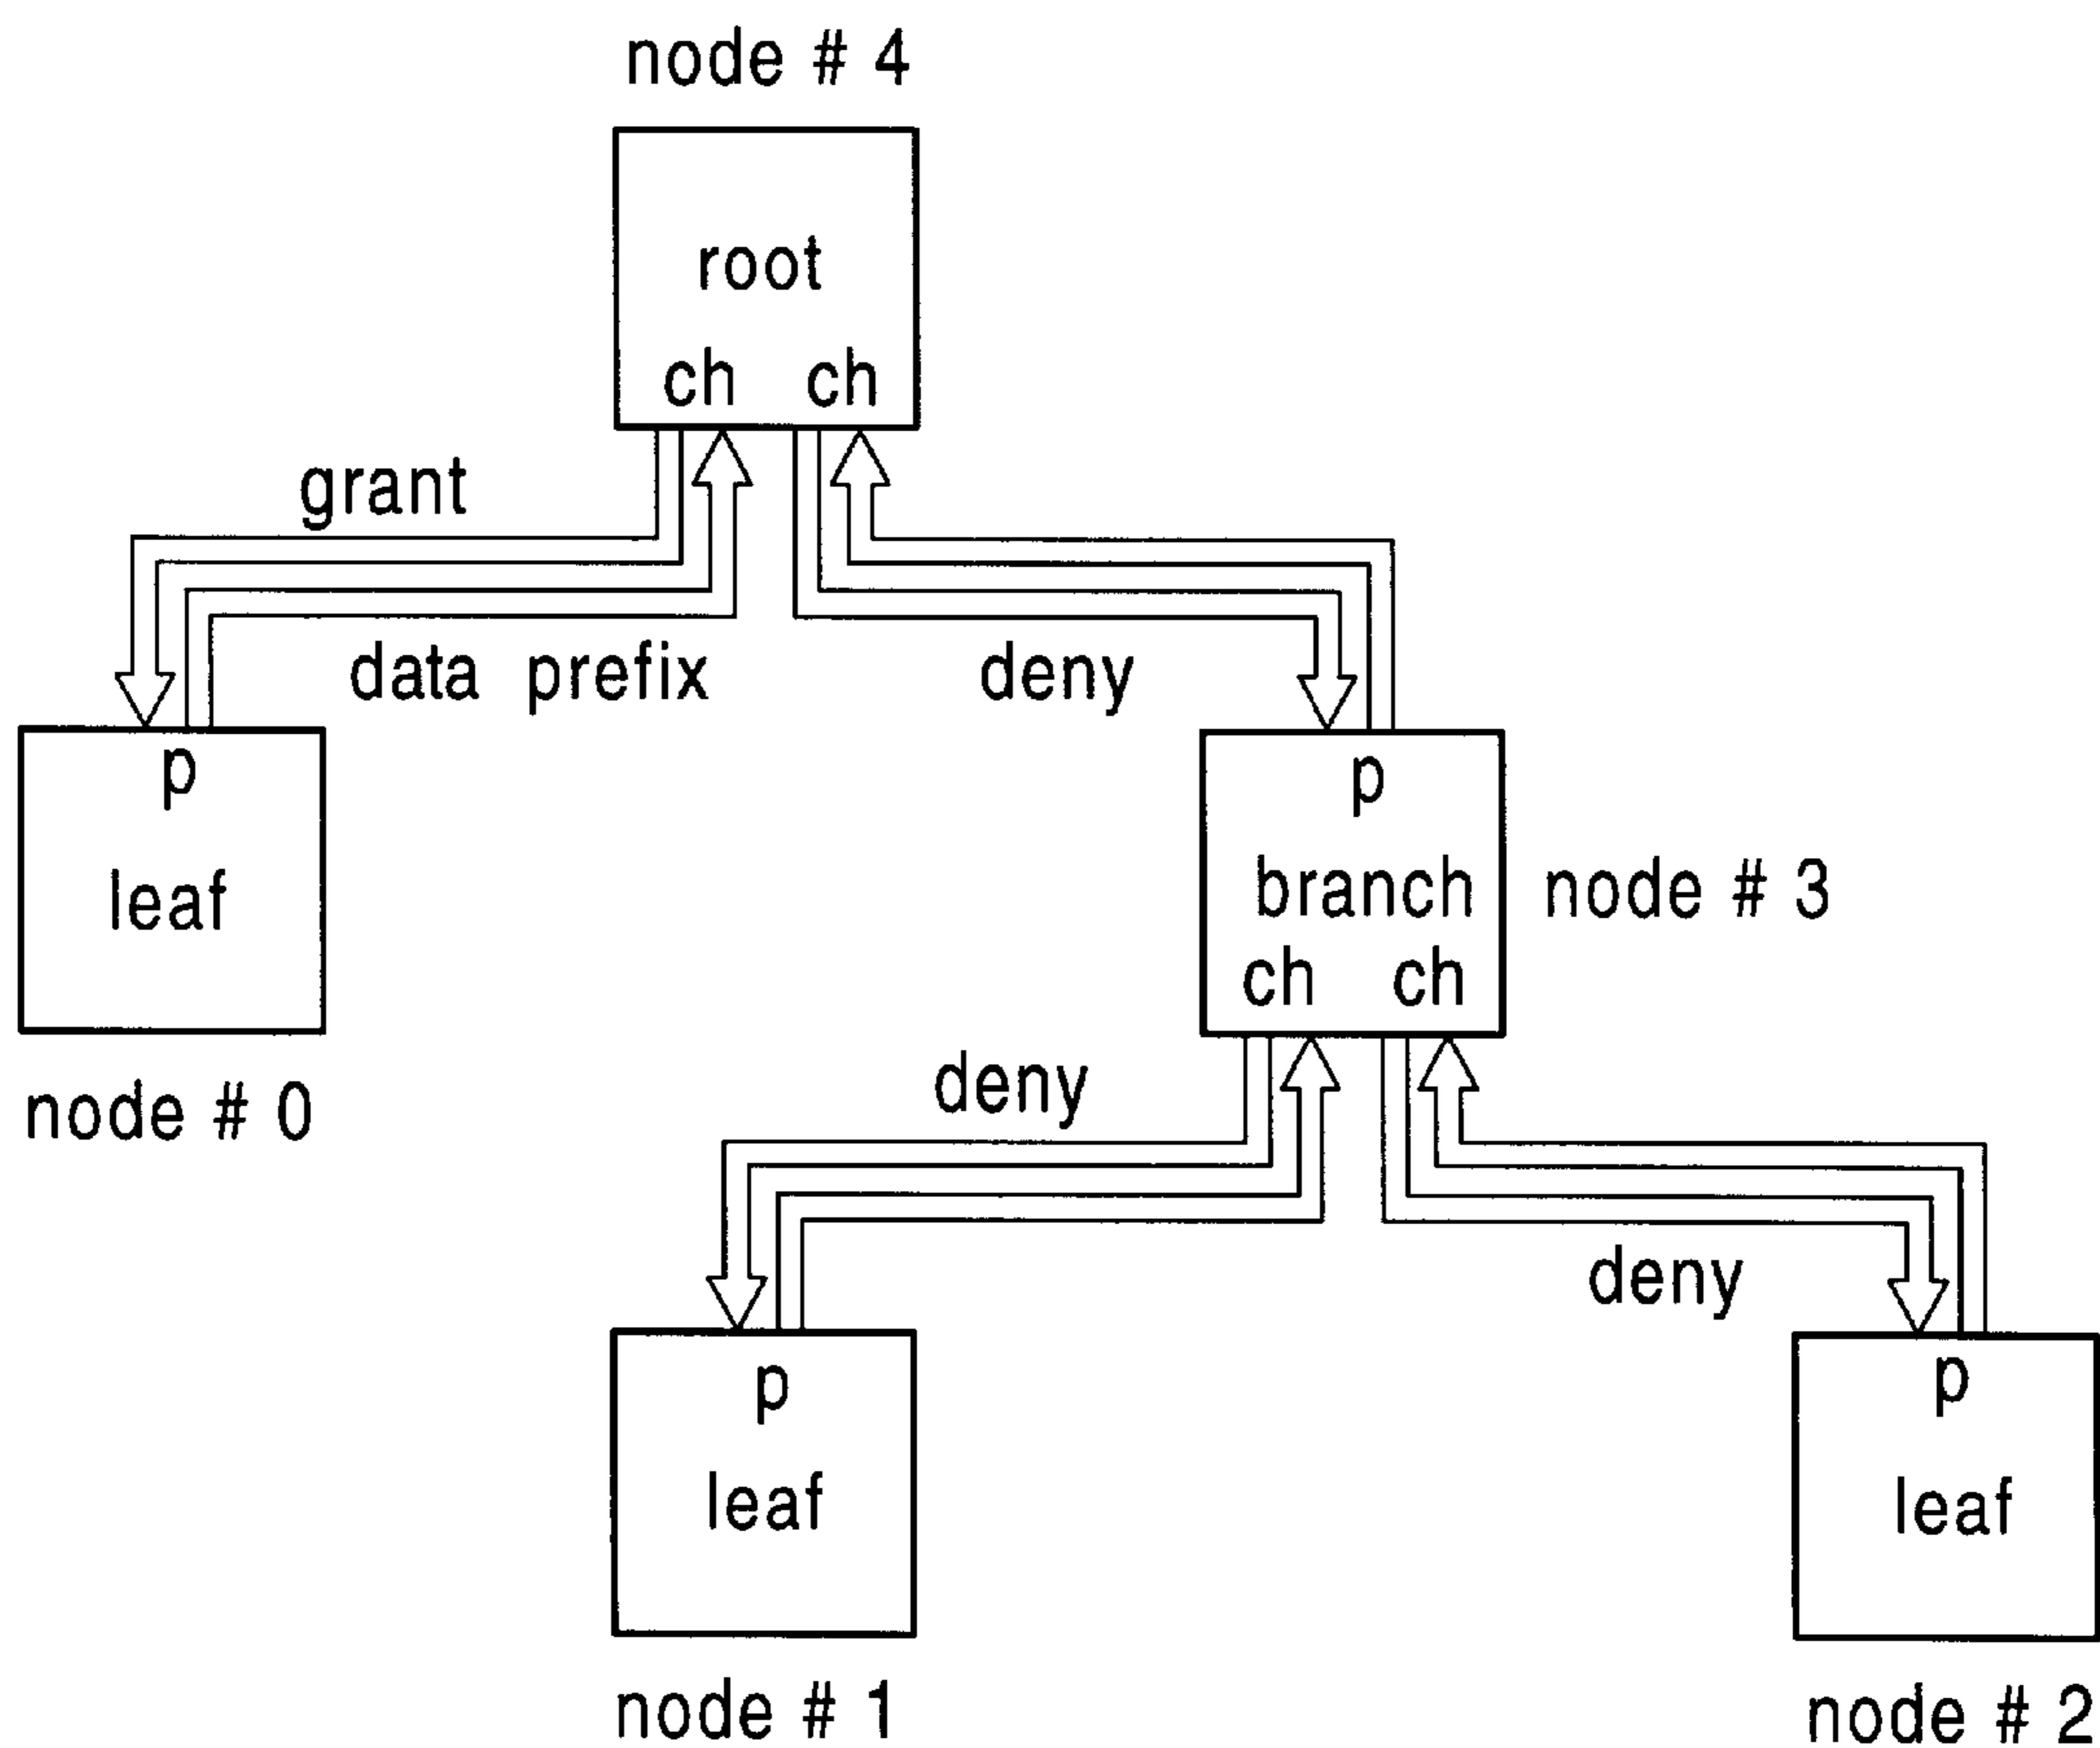 node # 4
root
ch ch
grant
data prefix
deny
p
leaf
node # 0
p
branch
ch ch
node # 3
deny
deny
p
leaf
node # 1
p
leaf
node # 2